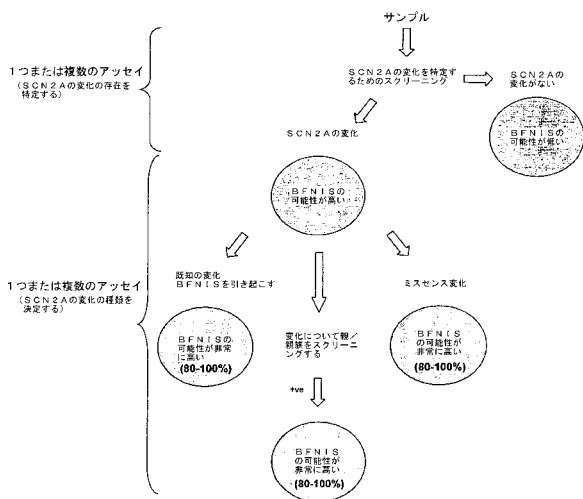 サンプル
1つまたは複数のアッセイ
(SCN2Aの変化の存在を
特定する)
SCN2Aの変化を特定す
るためのスクリーニング
SCN2Aの
変化がない
BFNISの
可能性が低い
SCN2Aの変化
BFNISの
可能性が高い
1つまたは複数のアッセイ
(SCN2Aの変化の種類を
決定する)
既知の変化
BFNISを引き起こす
BFNISの
可能性が非常
に高い
(80-100%)
変化について親/
親族をスクリーニ
ングする
ミスセンス変化
BFNIS
の可能性が
非常に高い
(80-100%)
+ve
BFNIS
の可能性が
非常に高い
(80-100%)